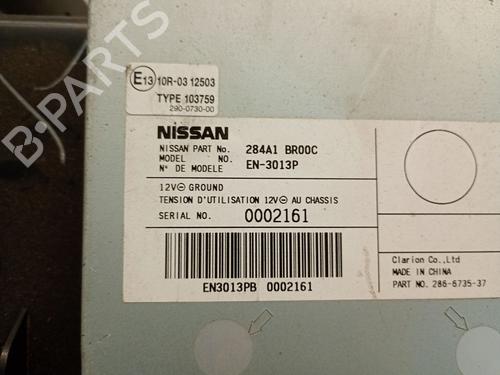 E13 10R-03 12503
TYPE 103759
290-0730-00
NISSAN
NISSAN PART No. 284A1 BR00C
MODEL NO. EN-3013P
N° DE MODELE
12V⊖ GROUND
TENSION D'UTILISATION 12V⊖ AU CHASSIS
SERIAL NO. 0002161
EN3013PB 0002161
Clarion Co.,Ltd
MADE IN CHINA
PART NO. 286-6735-37
B-PARTS